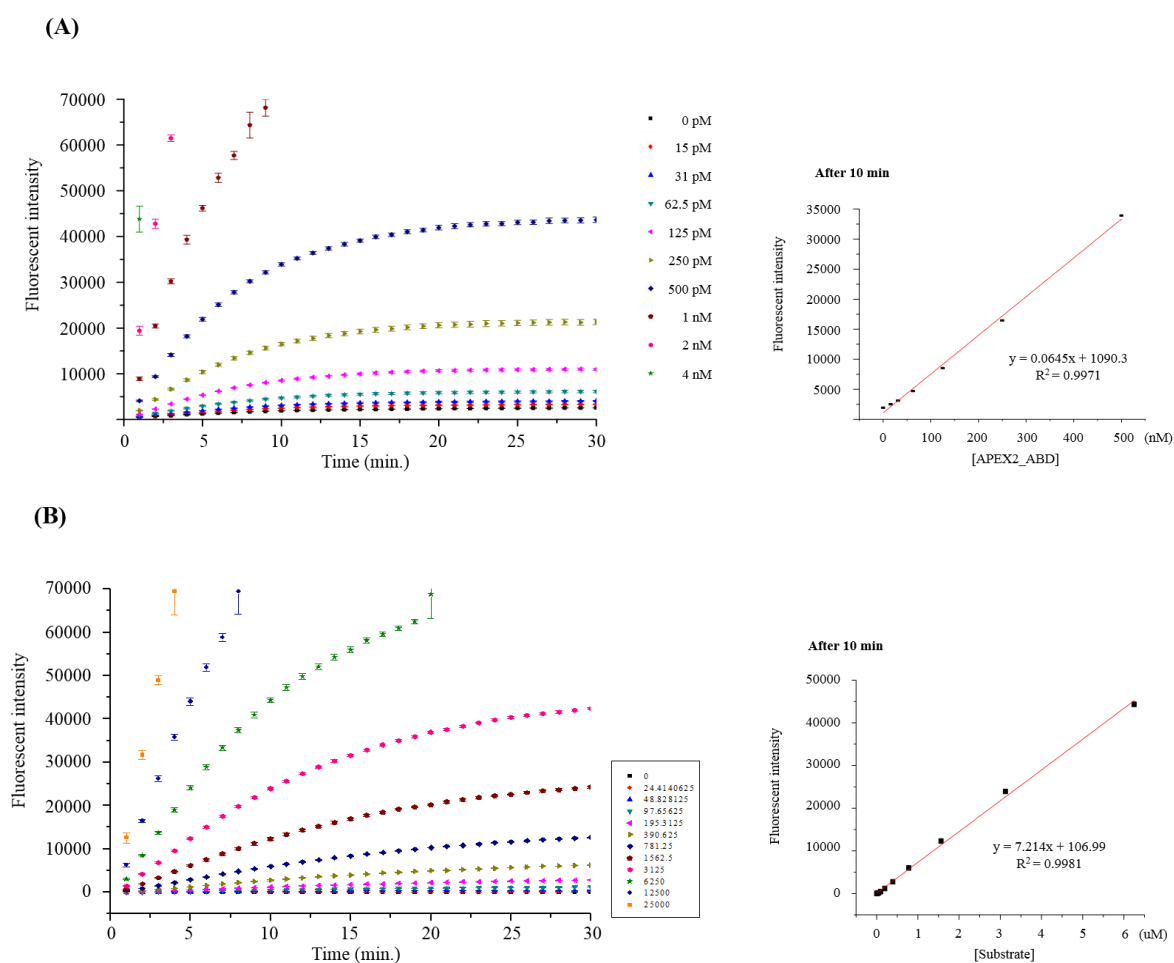 (A)
Fluorescent intensity
70000
60000
50000
40000
30000
20000
10000
0 5 10 15 20 25 30
Time (min.)
0 pM
15 pM
31 pM
62.5 pM
125 pM
250 pM
500 pM
1 nM
2 nM
4 nM
After 10 min
Fluorescent intensity
35000
30000
25000
20000
15000
10000
5000
y = 0.0645x + 1090.3
R² = 0.9971
0 100 200 300 400 500 (nM)
[APEX2_ABD]
(B)
Fluorescent intensity
70000
60000
50000
40000
30000
20000
10000
0
0 5 10 15 20 25 30
Time (min.)
0
24.4140625
48.828125
97.65625
195.3125
390.625
781.25
1562.5
3125
6250
12500
25000
After 10 min
Fluorescent intensity
50000
40000
30000
20000
10000
0
y = 7.214x + 106.99
R² = 0.9981
0 1 2 3 4 5 6 (uM)
[Substrate]